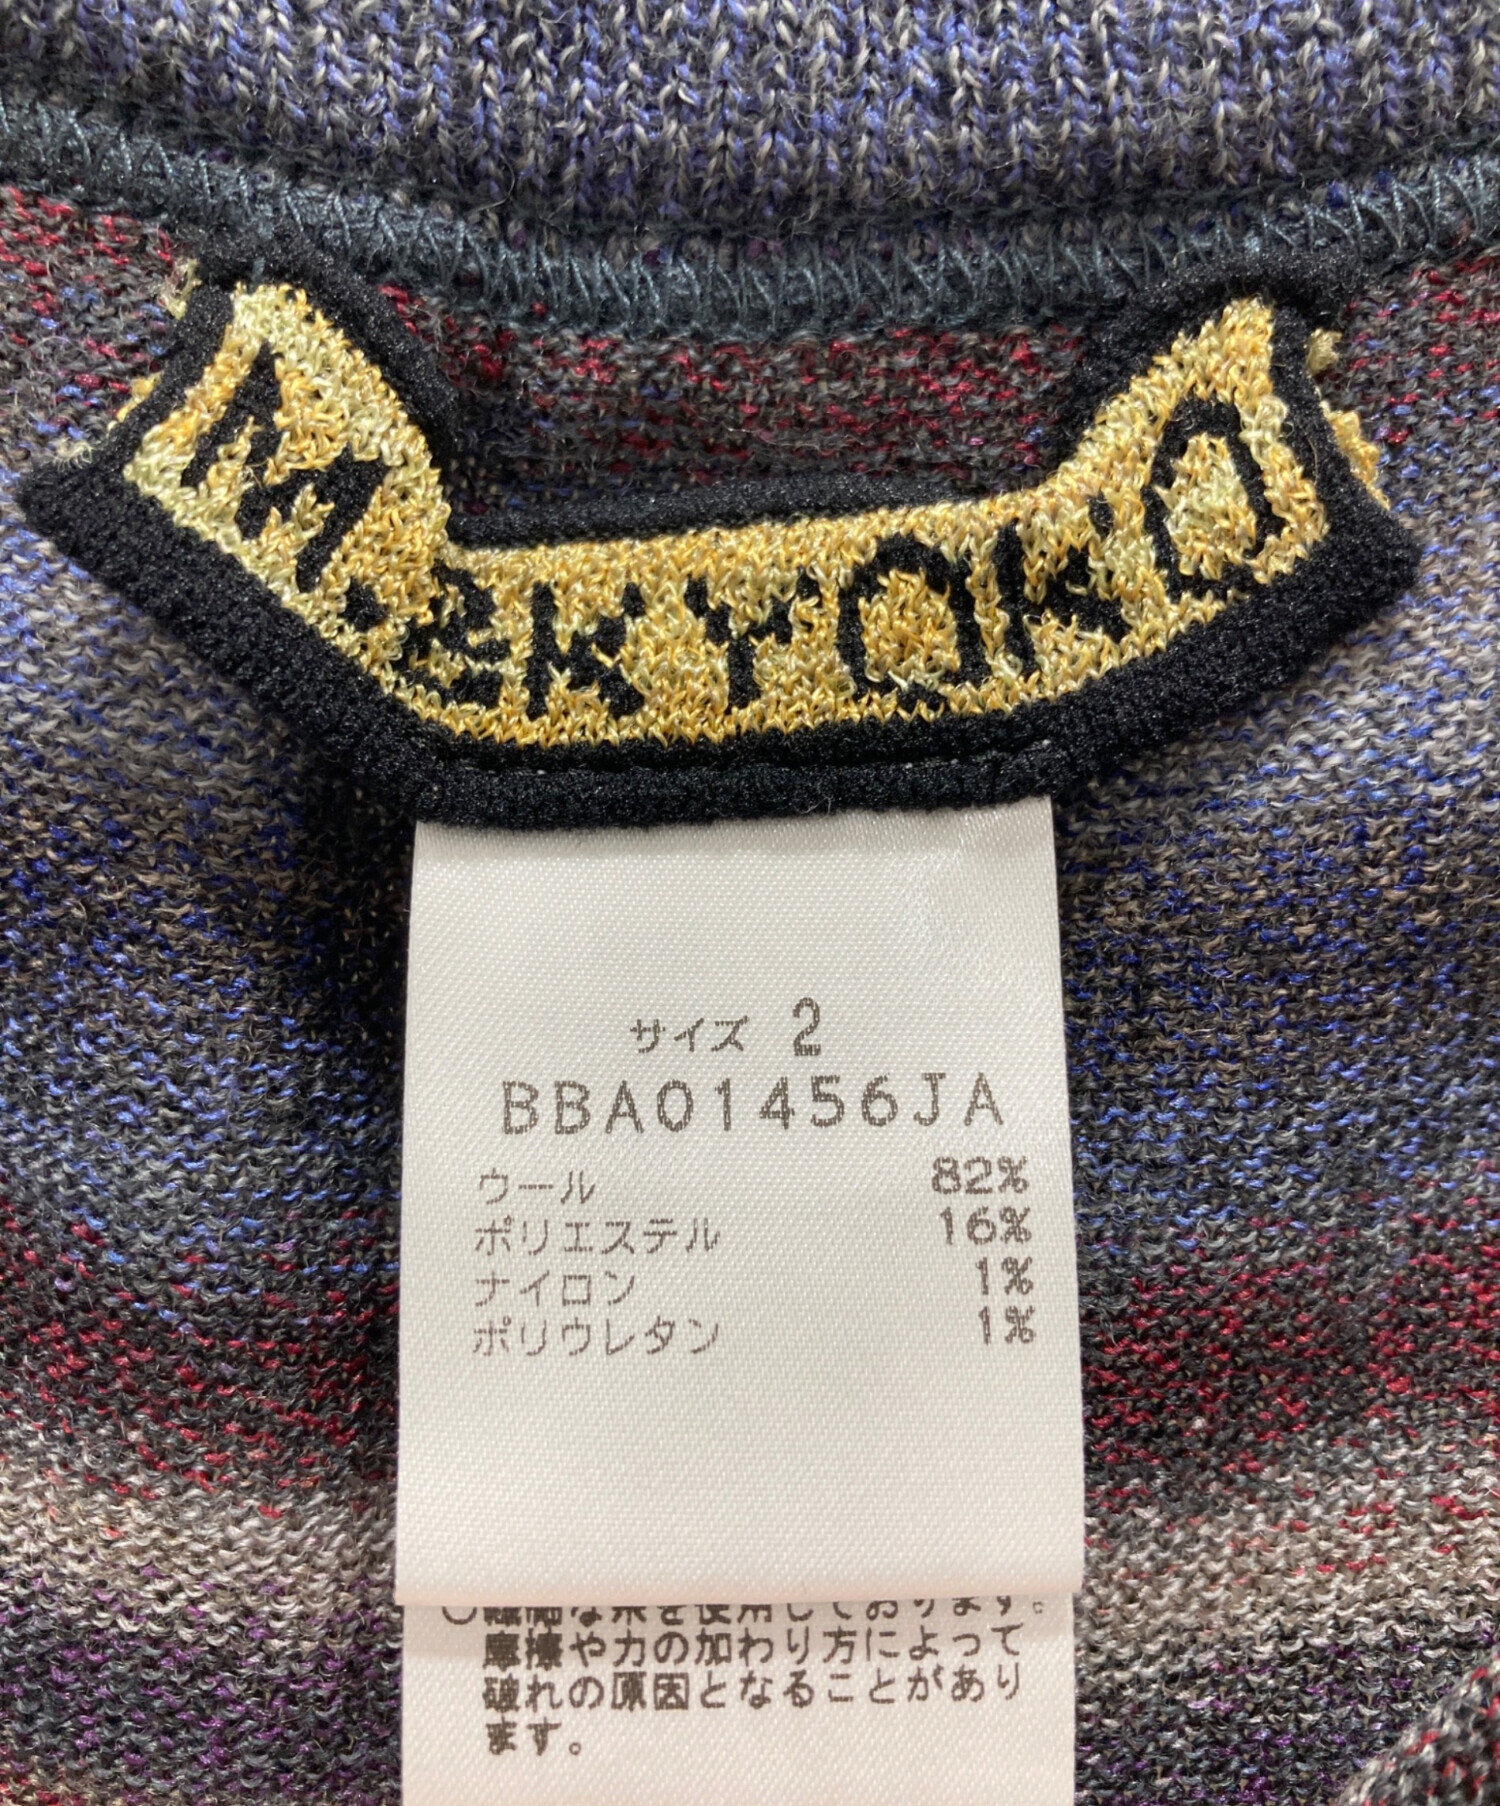 M&KYOKO
サイズ 2
BBA01456JA
ウール 82%
ポリエステル 16%
ナイロン 1%
ポリウレタン 1%
○繊細な糸を使用しております。
摩擦や力の加わり方によって
破れの原因となることがあり
ます。